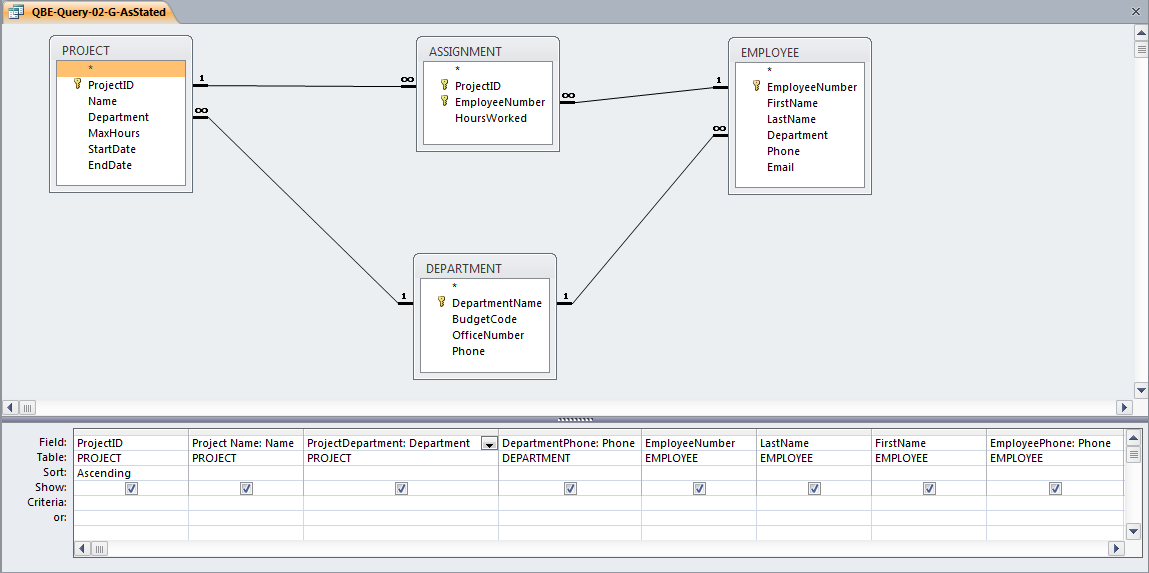 QBE-Query-02-G-AsStated
PROJECT
*
ProjectID
Name
Department
MaxHours
StartDate
EndDate
1
∞
∞
ASSIGNMENT
*
ProjectID
EmployeeNumber
HoursWorked
∞
1
∞
EMPLOYEE
*
EmployeeNumber
FirstName
LastName
Department
Phone
Email
DEPARTMENT
*
DepartmentName
BudgetCode
OfficeNumber
Phone
1
1
Field: ProjectID Project Name: Name ProjectDepartment: Department DepartmentPhone: Phone EmployeeNumber LastName FirstName EmployeePhone: Phone
Table: PROJECT PROJECT PROJECT DEPARTMENT EMPLOYEE EMPLOYEE EMPLOYEE EMPLOYEE
Sort: Ascending
Show:
Criteria:
or: